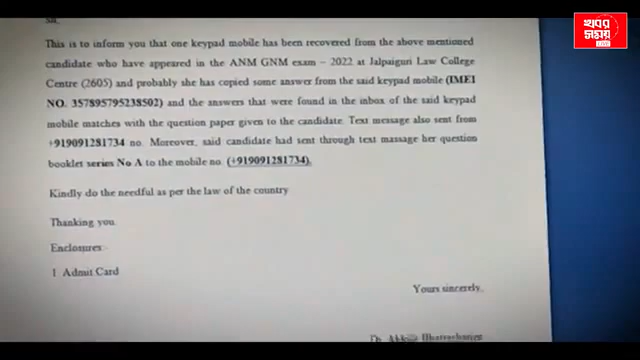 খবর
সময়
LIVE
Sir,
This is to inform you that one keypad mobile has been recovered from the above mentioned
candidate who have appeared in the ANM GNM exam – 2022 at Jalpaiguri Law College
Centre (2605) and probably she has copied some answer from the said keypad mobile (IMEI
NO. 357895795238502) and the answers that were found in the inbox of the said keypad
mobile matches with the question paper given to the candidate. Text message also sent from
+919091281734 no. Moreover, said candidate had sent through text massage her question
booklet series No A to the mobile no. (+919091281734).
Kindly do the needful as per the law of the country
Thanking you.
Enclosures:-
1 Admit Card
Yours sincerely,